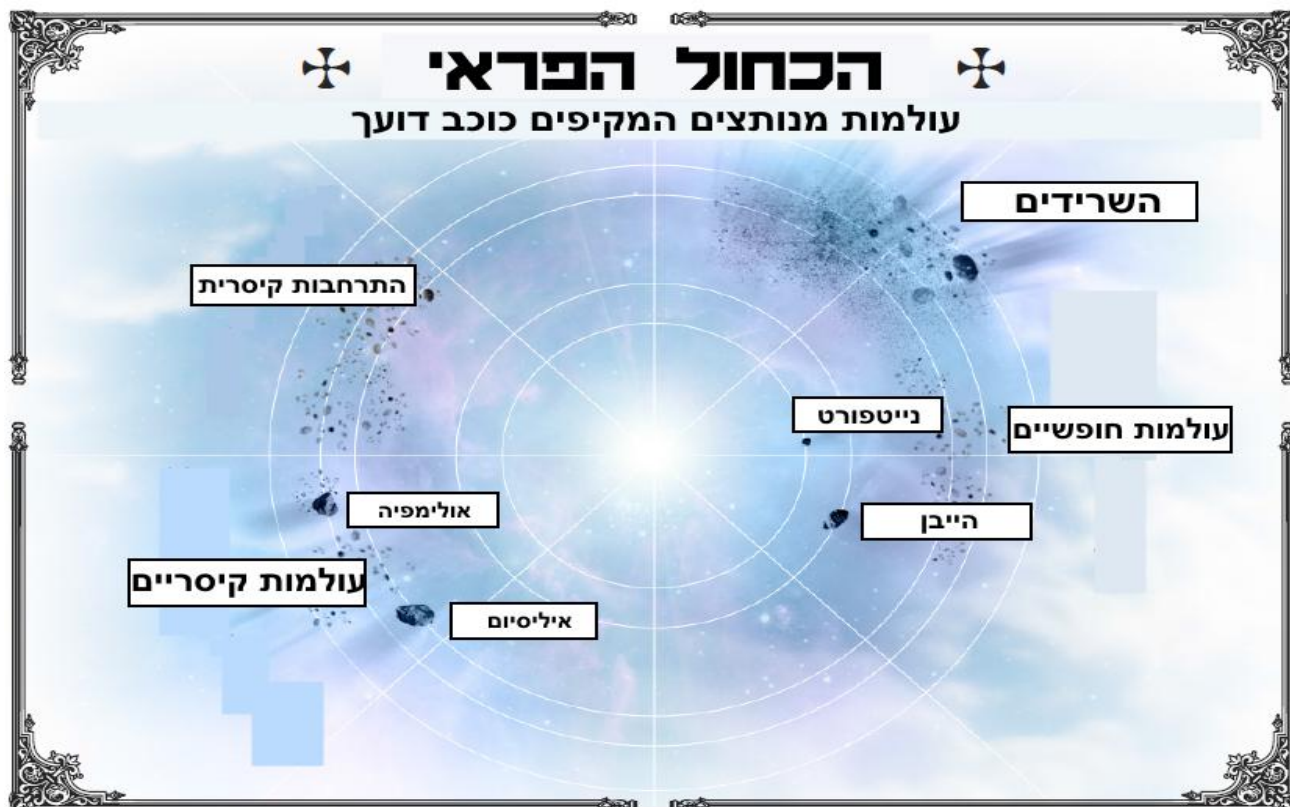 הכחול הפראי
עולמות מנותצים המקיפים כוכב דועך
השרידים
התרחבות קיסרית
נייטפורט
עולמות חופשיים
אולימפיה
הייבן
עולמות קיסריים
איליסיום